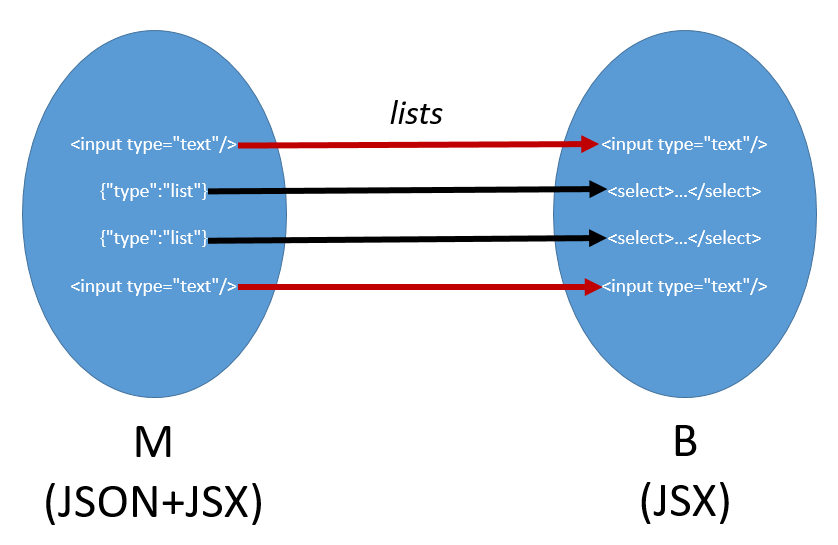 lists
<input type="text"/> <input type="text"/>
{"type":"list"} <select>...</select>
{"type":"list"} <select>...</select>
<input type="text"/> <input type="text"/>
M B
(JSON+JSX) (JSX)